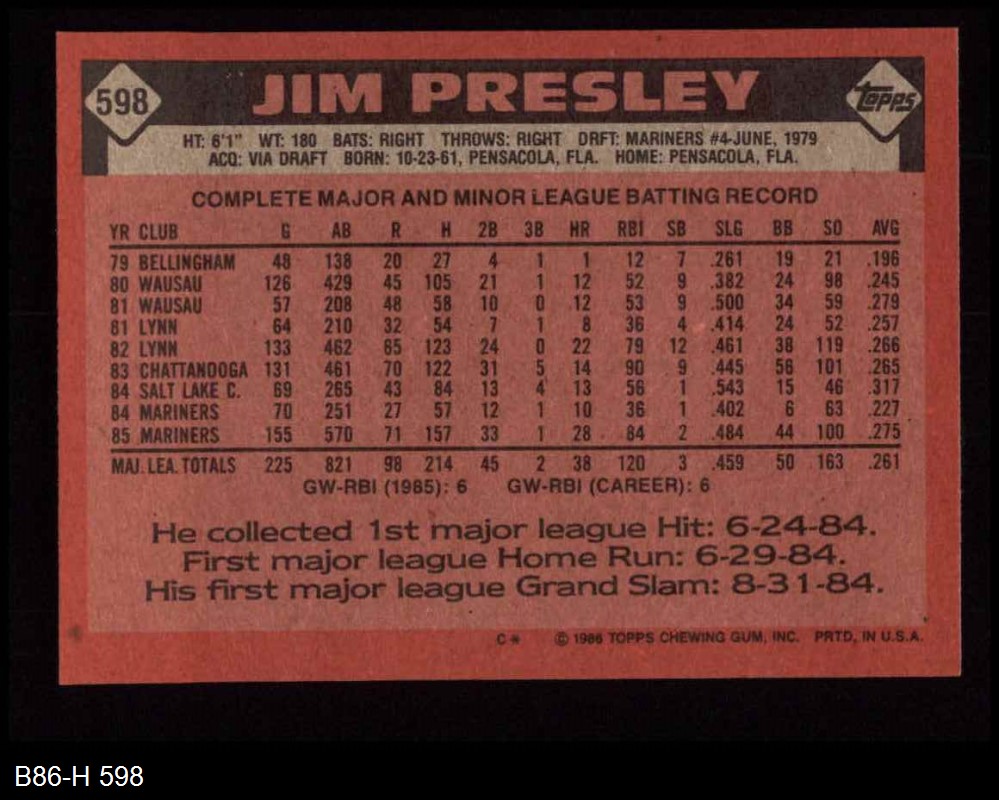 598 JIM PRESLEY Topps
HT: 6'1" WT: 180 BATS: RIGHT THROWS: RIGHT DRFT: MARINERS #4-JUNE, 1979
ACQ: VIA DRAFT BORN: 10-23-61, PENSACOLA, FLA. HOME: PENSACOLA, FLA.
COMPLETE MAJOR AND MINOR LEAGUE BATTING RECORD
YR CLUB G AB R H 2B 3B HR RBI SB SLG BB SO AVG
79 BELLINGHAM 48 138 20 27 4 1 1 12 7 .261 19 21 .196
80 WAUSAU 126 429 45 105 21 1 12 52 9 .382 24 98 .245
81 WAUSAU 57 208 48 58 10 0 12 53 9 .500 34 59 .279
81 LYNN 64 210 32 54 7 1 8 36 4 .414 24 52 .257
82 LYNN 133 462 65 123 24 0 22 79 12 .461 38 119 .266
83 CHATTANOOGA 131 461 70 122 31 5 14 90 9 .445 56 101 .265
84 SALT LAKE C. 69 265 43 84 13 4 13 56 1 .543 15 46 .317
84 MARINERS 70 251 27 57 12 1 10 36 1 .402 6 63 .227
85 MARINERS 155 570 71 157 33 1 28 84 2 .484 44 100 .275
MAJ. LEA. TOTALS 225 821 98 214 45 2 38 120 3 .459 50 163 .261
GW-RBI (1985): 6 GW-RBI (CAREER): 6
He collected 1st major league Hit: 6-24-84.
First major league Home Run: 6-29-84.
His first major league Grand Slam: 8-31-84.
C* © 1986 TOPPS CHEWING GUM, INC. PRTD, IN U.S.A.
B86-H 598